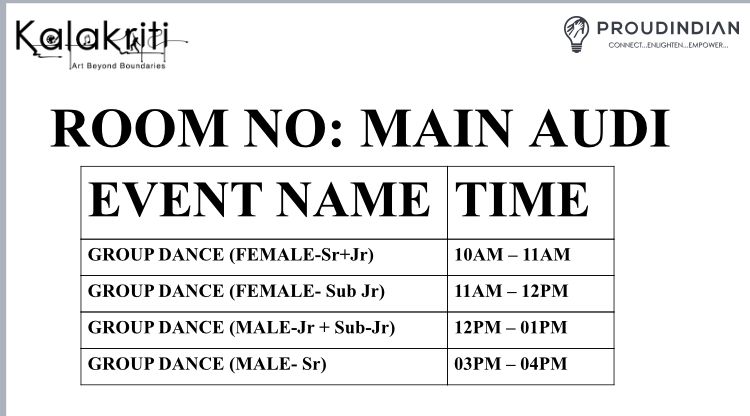 Kalakriti
Art Beyond Boundaries
PROUDINDIAN
CONNECT...ENLIGHTEN...EMPOWER...
ROOM NO: MAIN AUDI
EVENT NAME TIME
GROUP DANCE (FEMALE-Sr+Jr) 10AM – 11AM
GROUP DANCE (FEMALE- Sub Jr) 11AM – 12PM
GROUP DANCE (MALE-Jr + Sub-Jr) 12PM – 01PM
GROUP DANCE (MALE- Sr) 03PM – 04PM